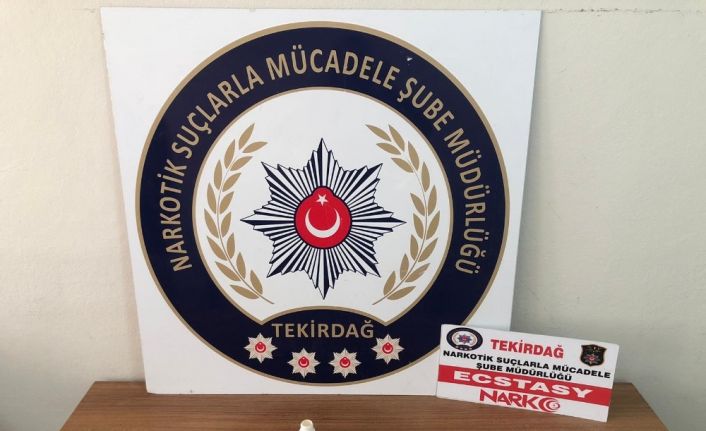 NARKOTİK SUÇLARLA MÜCADELE ŞUBE MÜDÜRLÜĞÜ
TEKİRDAĞ
TEKİRDAĞ
NARKOTİK SUÇLARLA MÜCADELE
ŞUBE MÜDÜRLÜĞÜ
ECSTASY
NARKO